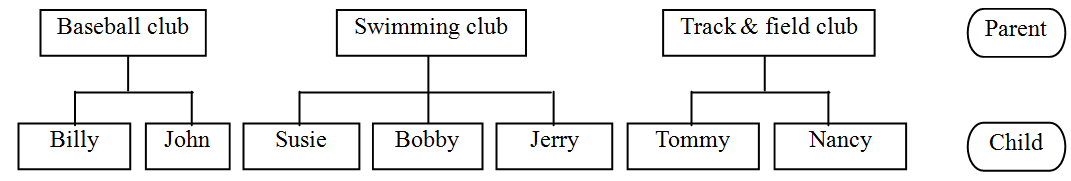 Baseball club Swimming club Track & field club Parent
Billy John Susie Bobby Jerry Tommy Nancy Child